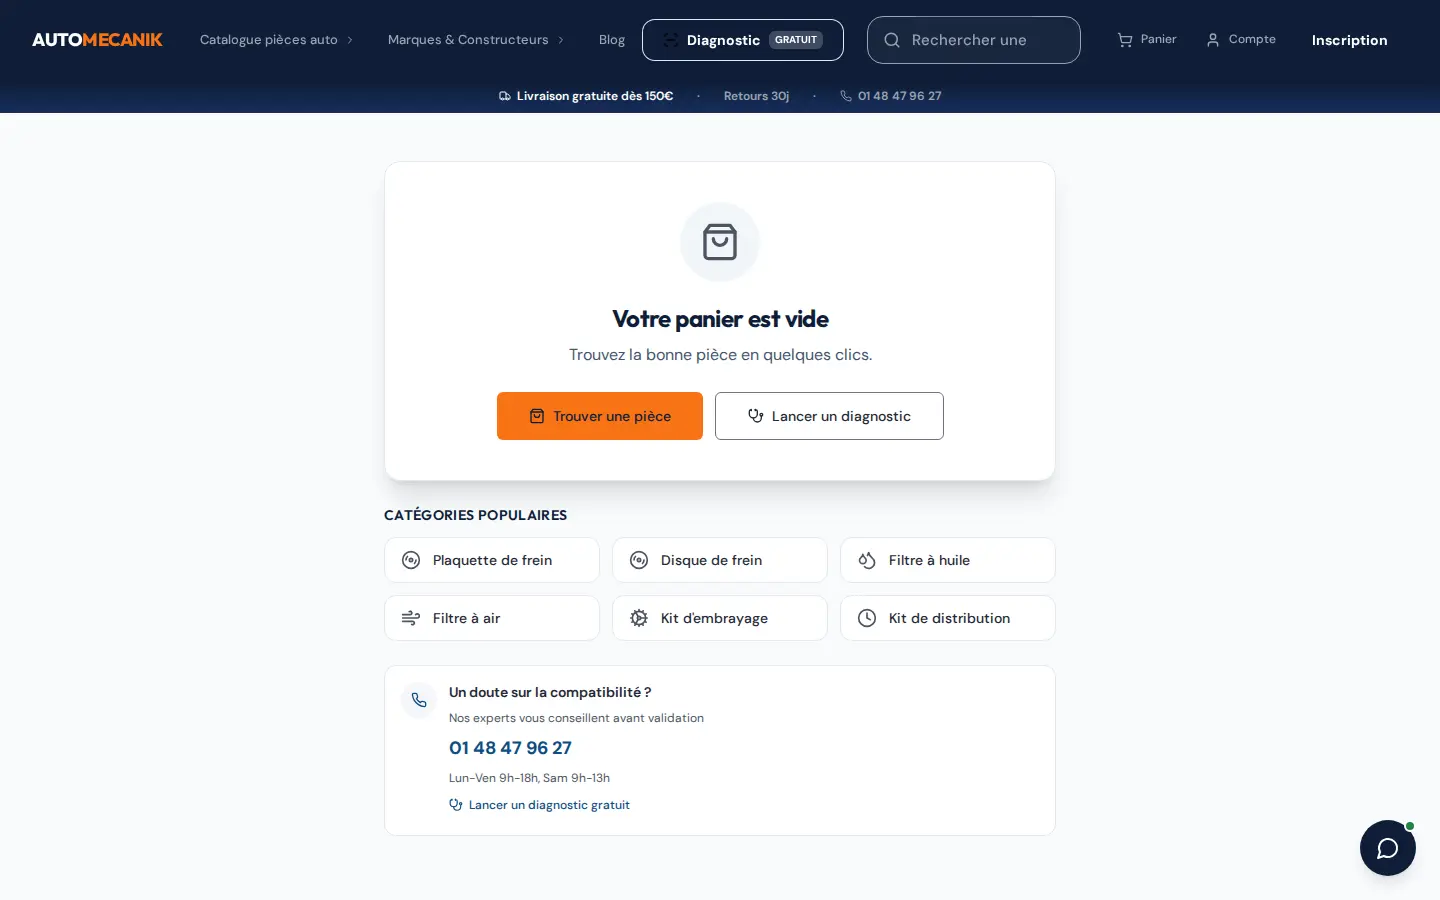 AUTOMECANIK
Catalogue pièces auto
Marques & Constructeurs
Blog
Diagnostic GRATUIT
Rechercher une
Panier
Compte
Inscription
Livraison gratuite dès 150€ · Retours 30j · 01 48 47 96 27
Votre panier est vide
Trouvez la bonne pièce en quelques clics.
Trouver une pièce
Lancer un diagnostic
CATÉGORIES POPULAIRES
Plaquette de frein
Disque de frein
Filtre à huile
Filtre à air
Kit d'embrayage
Kit de distribution
Un doute sur la compatibilité ?
Nos experts vous conseillent avant validation
01 48 47 96 27
Lun-Ven 9h-18h, Sam 9h-13h
Lancer un diagnostic gratuit